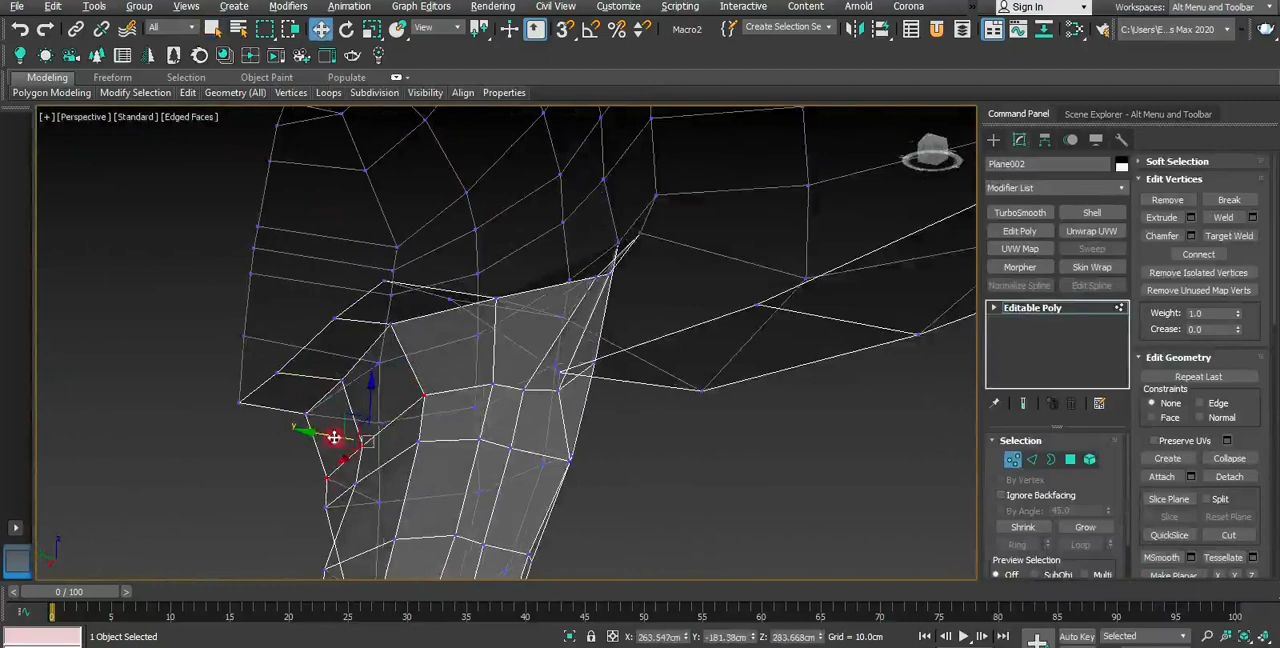 File Edit Tools Group Views Create Modifiers Animation Graph Editors Rendering Civil View Customize Scripting Interactive Content Arnold Corona » Sign In Workspaces: Alt Menu and Toolbar
All View Macro2 Create Selection Se C:\Users\E...s Max 2020
Modeling Freeform Selection Object Paint Populate
Polygon Modeling Modify Selection Edit Geometry (All) Vertices Loops Subdivision Visibility Align Properties
[+] [Perspective] [Standard] [Edged Faces]
Command Panel Scene Explorer - Alt Menu and Toolbar
Plane002
Modifier List
TurboSmooth Shell
Edit Poly Unwrap UVW
UVW Map Sweep
Morpher Skin Wrap
Normalize Spline Edit Spline
Editable Poly
Selection
By Vertex
Ignore Backfacing
By Angle: 45.0
Shrink Grow
Ring Loop
Preview Selection
Off SubObj Multi
Soft Selection
Edit Vertices
Remove Break
Extrude Weld
Chamfer Target Weld
Connect
Remove Isolated Vertices
Remove Unused Map Verts
Weight: 1.0
Crease: 0.0
Edit Geometry
Repeat Last
Constraints
None Edge
Face Normal
Preserve UVs
Create Collapse
Attach Detach
Slice Plane Split
Slice Reset Plane
QuickSlice Cut
MSmooth Tessellate
Make Planar X Y Z
y
z
0 / 100
0 5 10 15 20 25 30 35 40 45 50 55 60 65 70 75 80 85 90 95 100
1 Object Selected X: 263.547cm Y: -181.38cm Z: 283.668cm Grid = 10.0cm Auto Key Selected